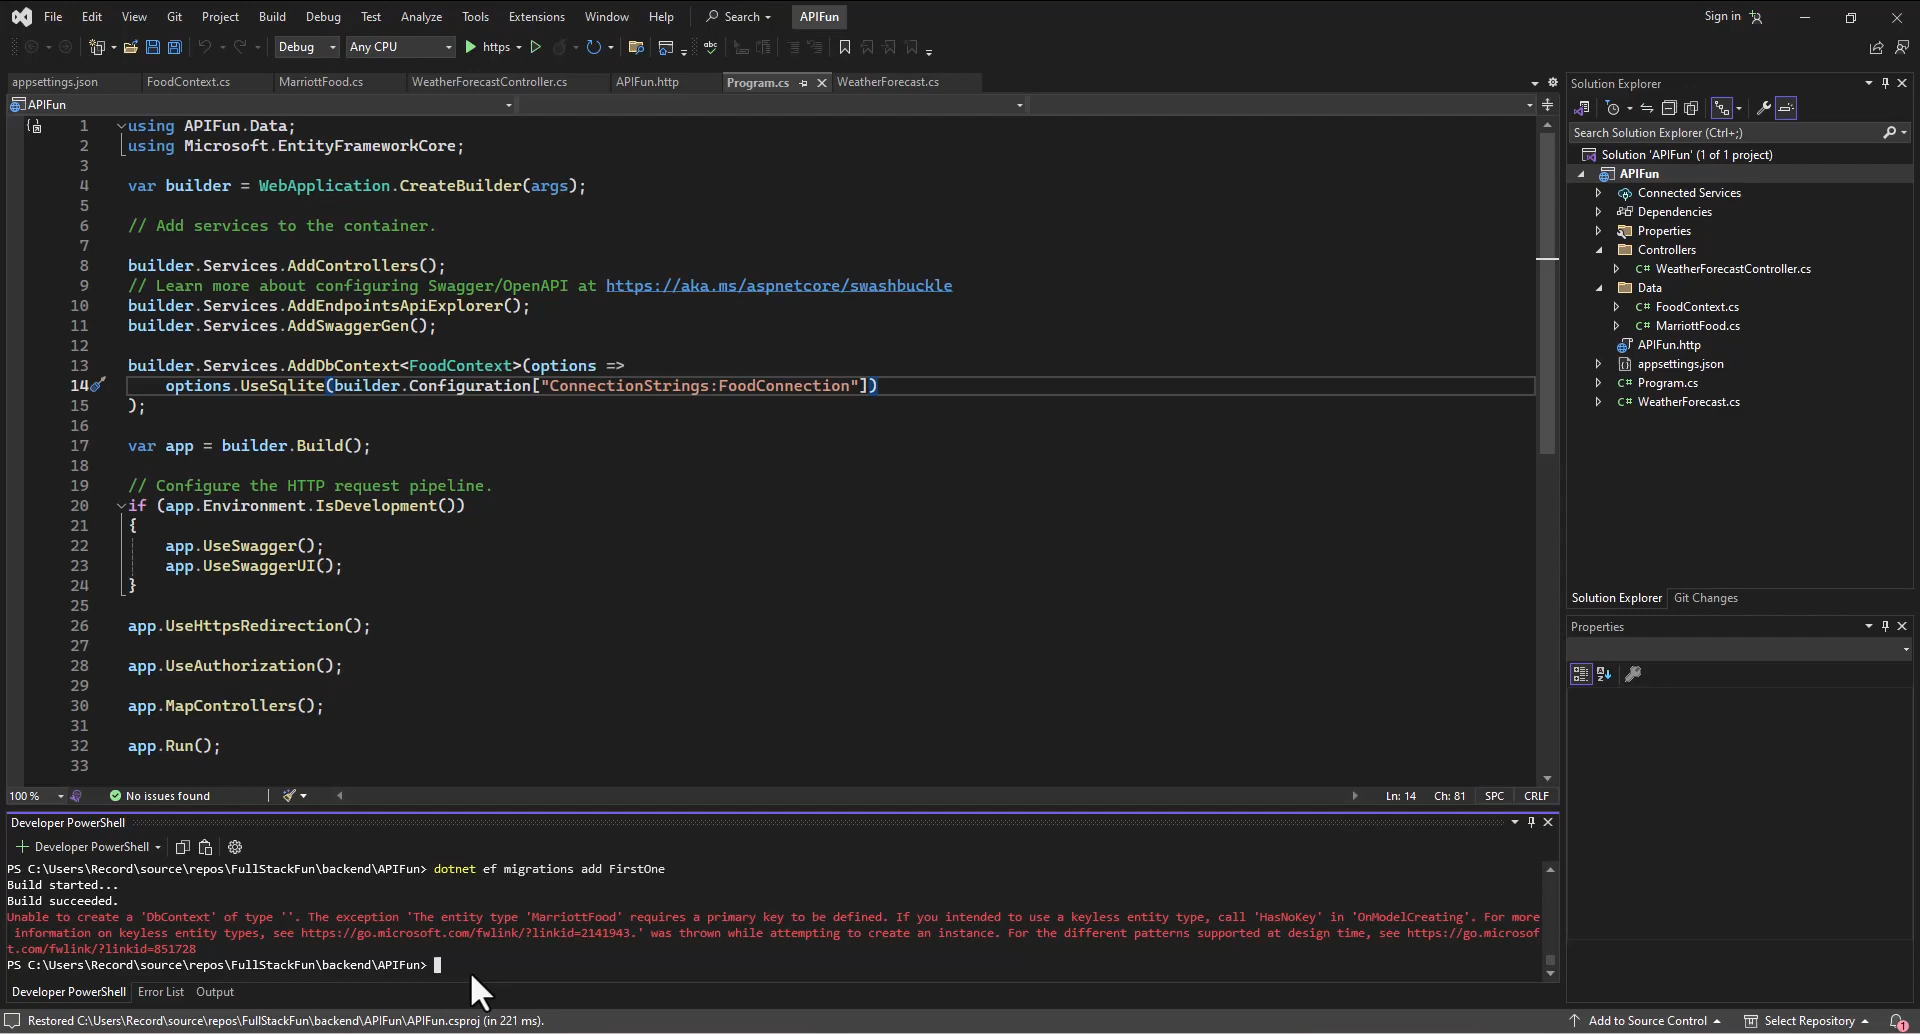 File Edit View Git Project Build Debug Test Analyze Tools Extensions Window Help Search APIFun Sign in
Debug Any CPU https
appsettings.json FoodContext.cs MarriottFood.cs WeatherForecastController.cs APIFun.http Program.cs WeatherForecast.cs
APIFun
1 using APIFun.Data;
2 using Microsoft.EntityFrameworkCore;
3
4 var builder = WebApplication.CreateBuilder(args);
5
6 // Add services to the container.
7
8 builder.Services.AddControllers();
9 // Learn more about configuring Swagger/OpenAPI at https://aka.ms/aspnetcore/swashbuckle
10 builder.Services.AddEndpointsApiExplorer();
11 builder.Services.AddSwaggerGen();
12
13 builder.Services.AddDbContext<FoodContext>(options =>
14 options.UseSqlite(builder.Configuration["ConnectionStrings:FoodConnection"])
15 );
16
17 var app = builder.Build();
18
19 // Configure the HTTP request pipeline.
20 if (app.Environment.IsDevelopment())
21 {
22 app.UseSwagger();
23 app.UseSwaggerUI();
24 }
25
26 app.UseHttpsRedirection();
27
28 app.UseAuthorization();
29
30 app.MapControllers();
31
32 app.Run();
33
100 % No issues found Ln: 14 Ch: 81 SPC CRLF
Developer PowerShell
Developer PowerShell
PS C:\Users\Record\source\repos\FullStackFun\backend\APIFun> dotnet ef migrations add FirstOne
Build started...
Build succeeded.
Unable to create a 'DbContext' of type ''. The exception 'The entity type 'MarriottFood' requires a primary key to be defined. If you intended to use a keyless entity type, call 'HasNoKey' in 'OnModelCreating'. For more
information on keyless entity types, see https://go.microsoft.com/fwlink/?linkid=2141943.' was thrown while attempting to create an instance. For the different patterns supported at design time, see https://go.microsof
t.com/fwlink/?linkid=851728
PS C:\Users\Record\source\repos\FullStackFun\backend\APIFun>
Developer PowerShell Error List Output
Solution Explorer
Search Solution Explorer (Ctrl+;)
Solution 'APIFun' (1 of 1 project)
APIFun
Connected Services
Dependencies
Properties
Controllers
C# WeatherForecastController.cs
Data
C# FoodContext.cs
C# MarriottFood.cs
APIFun.http
appsettings.json
C# Program.cs
C# WeatherForecast.cs
Solution Explorer Git Changes
Properties
Restored C:\Users\Record\source\repos\FullStackFun\backend\APIFun\APIFun.csproj (in 221 ms). Add to Source Control Select Repository 1